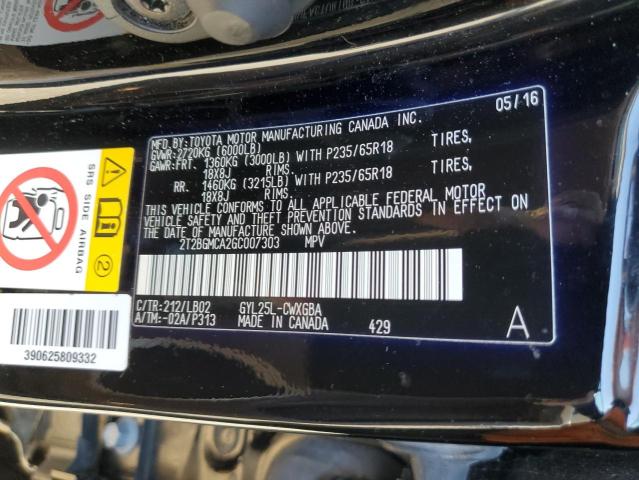 05/16
MFD.BY:TOYOTA MOTOR MANUFACTURING CANADA INC.
GVWR:2720KG (6000LB)
GAWR:FRT. 1360KG (3000LB) WITH P235/65R18 TIRES,
18X8J RIMS.
RR. 1460KG (3215LB) WITH P235/65R18 TIRES,
18X8J RIMS.
THIS VEHICLE CONFORMS TO ALL APPLICABLE FEDERAL MOTOR
VEHICLE SAFETY AND THEFT PREVENTION STANDARDS IN EFFECT ON
THE DATE OF MANUFACTURE SHOWN ABOVE.
2T2BGMCA2GC007303 MPV
C/TR:212/LB02 GYL25L-CWXGBA
A/TM:-02A/P313 MADE IN CANADA 429 A
SRS SIDE AIRBAG
2
390625809332